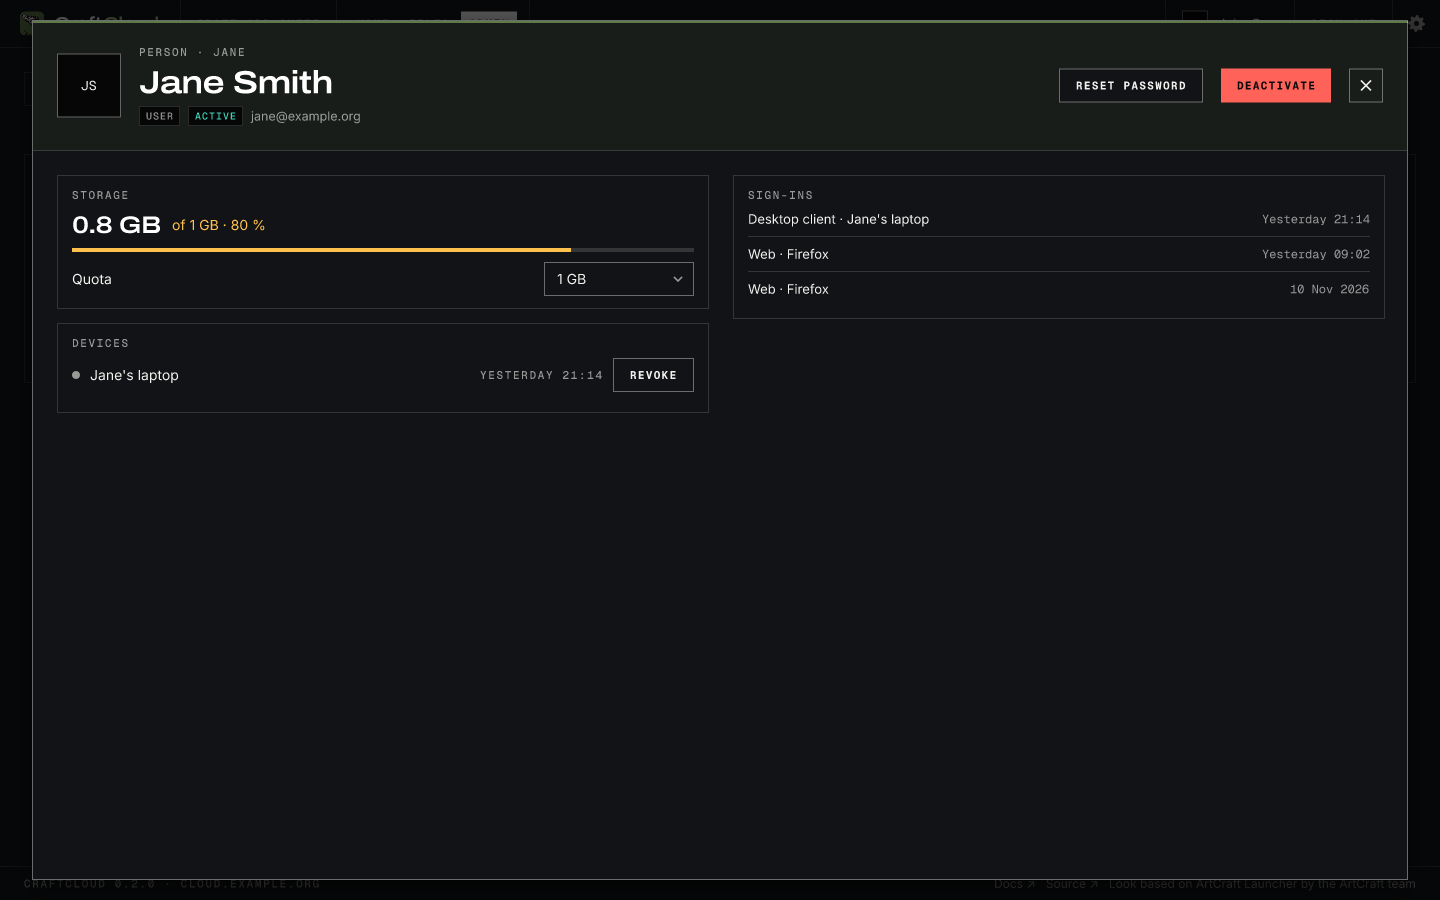 PERSON · JANE
JS
Jane Smith
USER ACTIVE jane@example.org
RESET PASSWORD
DEACTIVATE
STORAGE
0.8 GB of 1 GB · 80 %
Quota 1 GB
DEVICES
Jane's laptop YESTERDAY 21:14 REVOKE
SIGN-INS
Desktop client · Jane's laptop Yesterday 21:14
Web · Firefox Yesterday 09:02
Web · Firefox 10 Nov 2026
CRAFTCLOUD 0.2.0 · CLOUD.EXAMPLE.ORG
Docs ↗ Source ↗ Look based on ArtCraft Launcher by the ArtCraft team